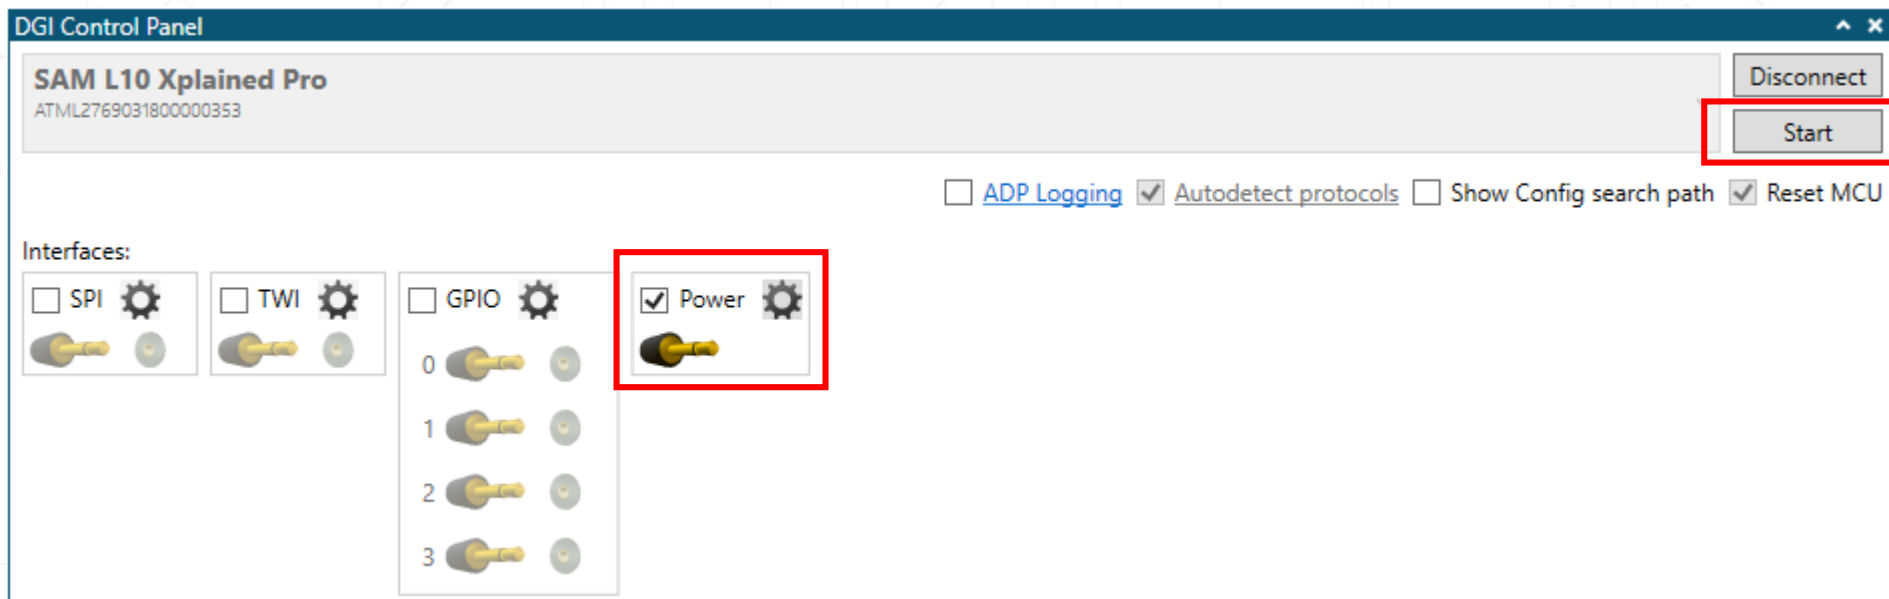 DGI Control Panel
SAM L10 Xplained Pro
ATML2769031800000353
Disconnect
Start
ADP Logging Autodetect protocols Show Config search path Reset MCU
Interfaces:
SPI TWI GPIO Power
0
1
2
3